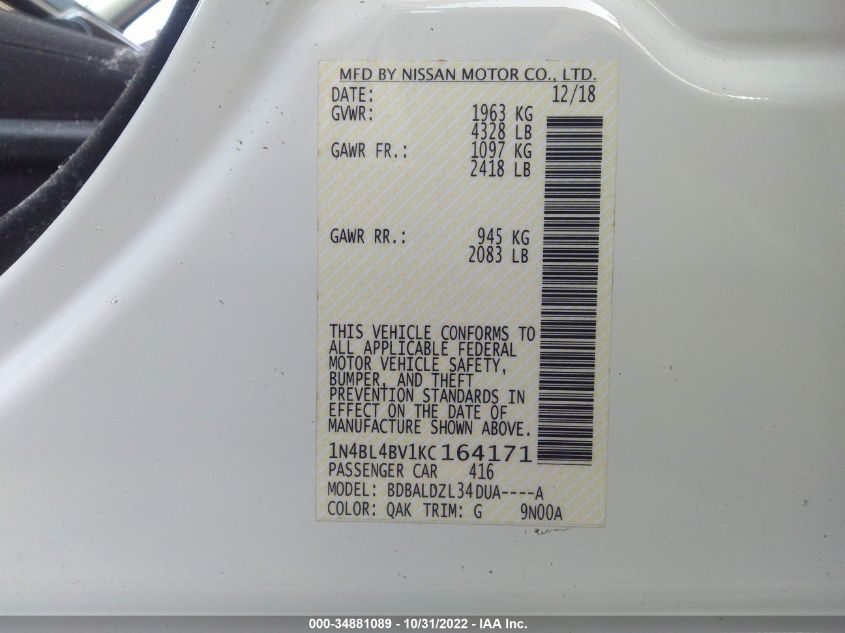 MFD BY NISSAN MOTOR CO., LTD.
DATE: 12/18
GVWR: 1963 KG
4328 LB
GAWR FR.: 1097 KG
2418 LB
GAWR RR.: 945 KG
2083 LB
THIS VEHICLE CONFORMS TO
ALL APPLICABLE FEDERAL
MOTOR VEHICLE SAFETY,
BUMPER, AND THEFT
PREVENTION STANDARDS IN
EFFECT ON THE DATE OF
MANUFACTURE SHOWN ABOVE.
1N4BL4BV1KC164171
PASSENGER CAR 416
MODEL: BDBALDZL34DUA----A
COLOR: QAK TRIM: G 9N00A
000-34881089 - 10/31/2022 - IAA Inc.